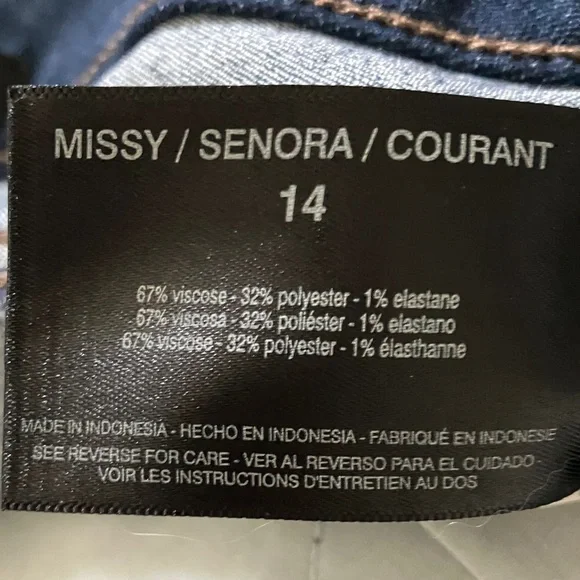 MISSY / SENORA / COURANT
14
67% viscose - 32% polyester - 1% elastane
67% viscosa - 32% poliéster - 1% elastano
67% viscose - 32% polyester - 1% élasthanne
MADE IN INDONESIA - HECHO EN INDONESIA - FABRIQUÉ EN INDONESIE
SEE REVERSE FOR CARE - VER AL REVERSO PARA EL CUIDADO -
VOIR LES INSTRUCTIONS D'ENTRETIEN AU DOS